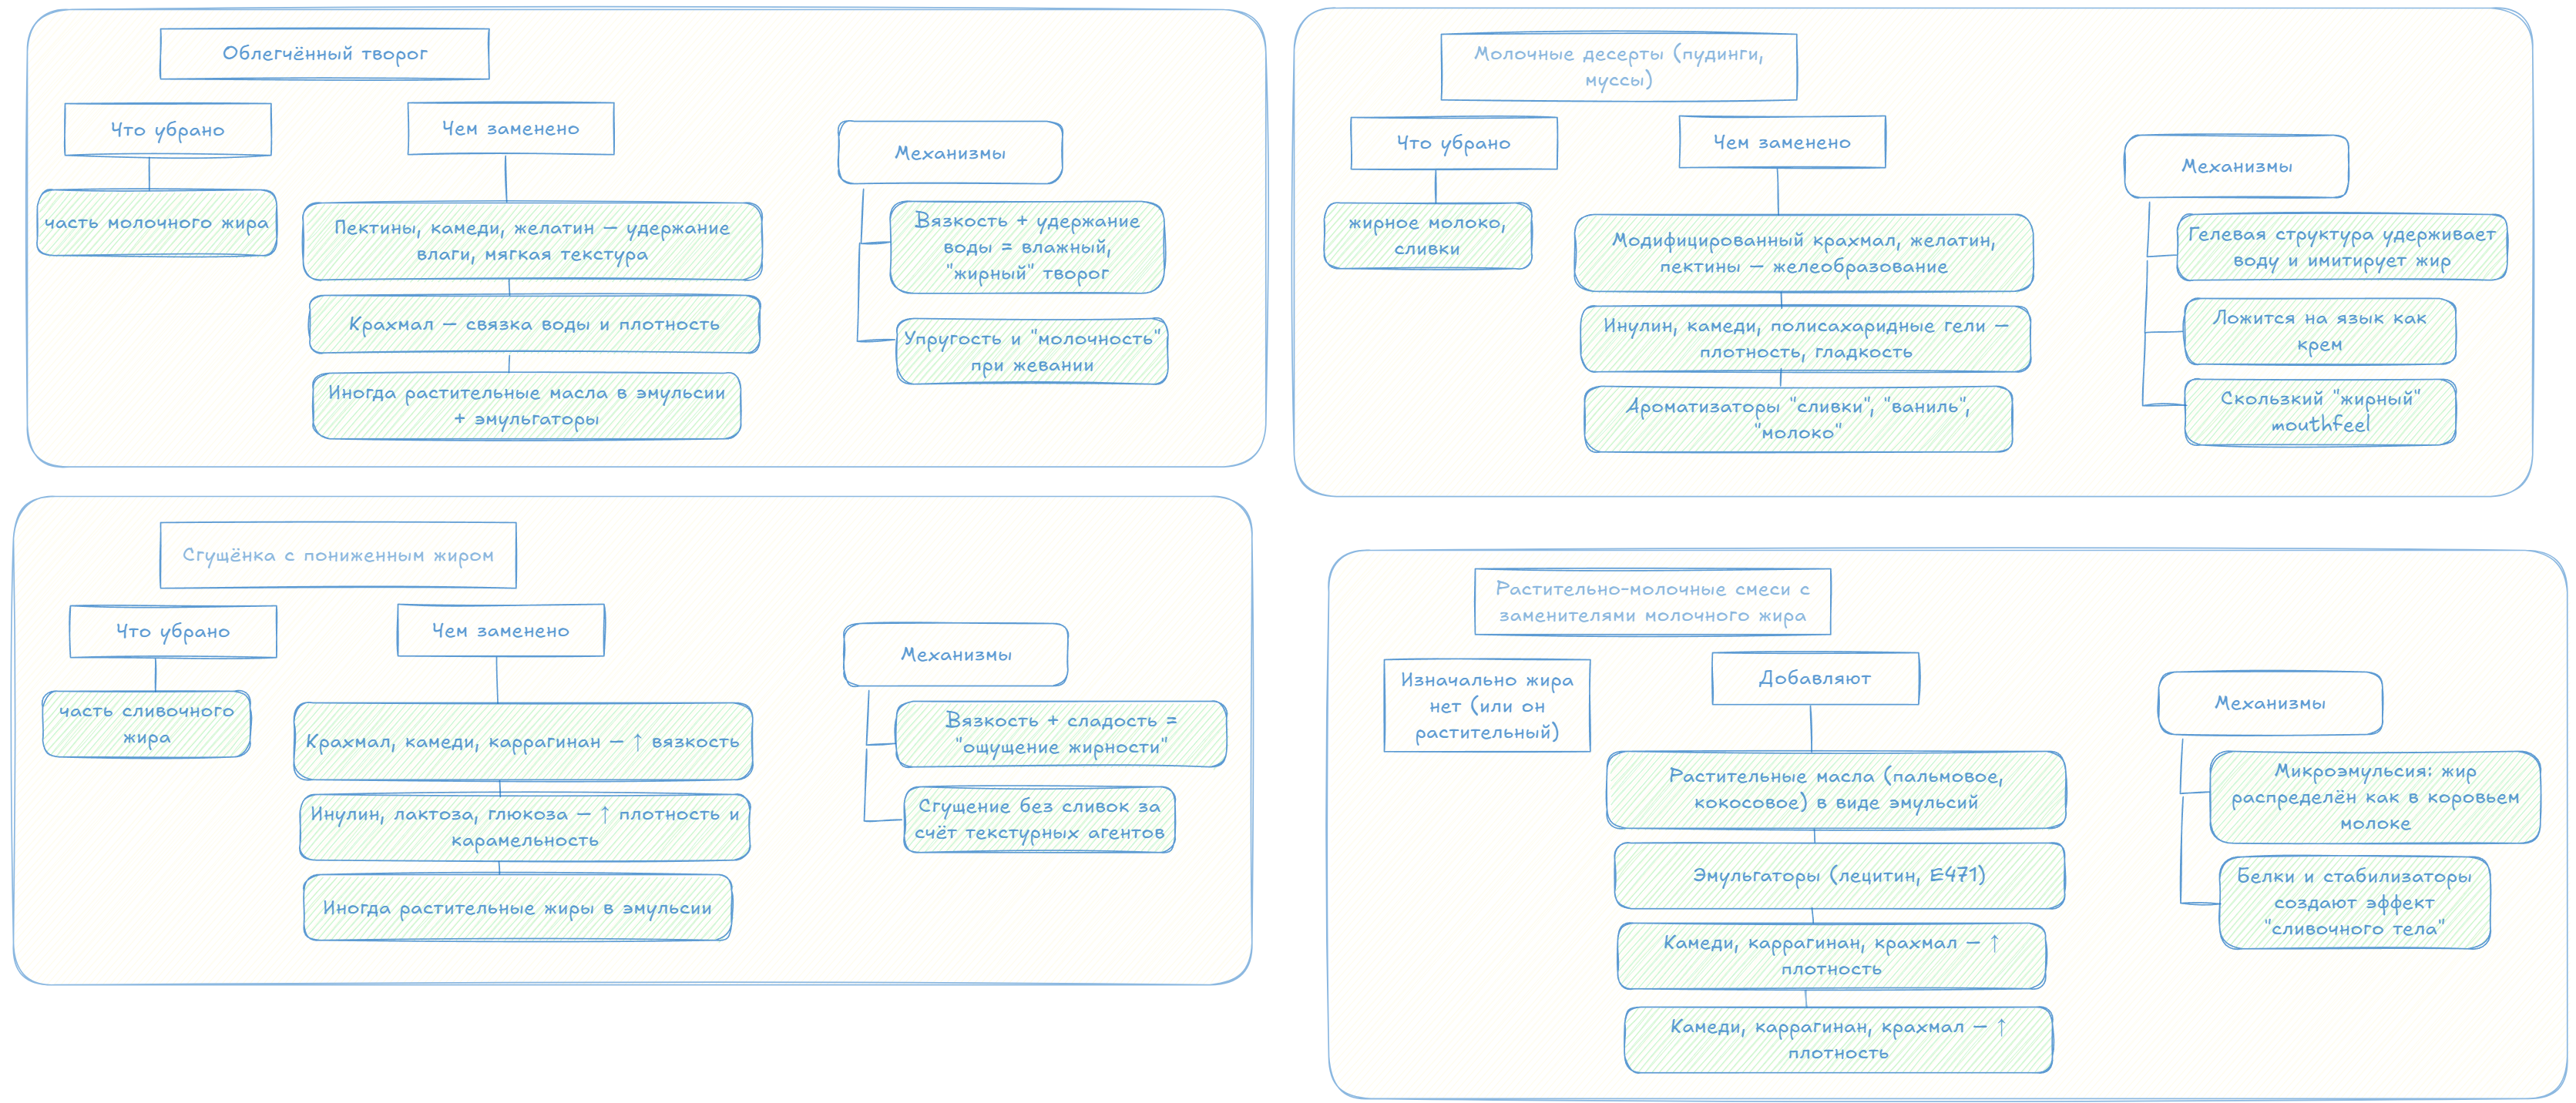 Облегчённый творог
Что убрано
часть молочного жира
Чем заменено
Пектины, камеди, желатин — удержание
влаги, мягкая текстура
Крахмал — связка воды и плотность
Иногда растительные масла в эмульсии
+ эмульгаторы
Механизмы
Вязкость + удержание
воды = влажный,
"жирный" творог
Упругость и "молочность"
при жевании
Молочные десерты (пудинги,
муссы)
Что убрано
жирное молоко,
сливки
Чем заменено
Модифицированный крахмал, желатин,
пектины — желеобразование
Инулин, камеди, полисахаридные гели —
плотность, гладкость
Ароматизаторы "сливки", "ваниль",
"молоко"
Механизмы
Гелевая структура удерживает
воду и имитирует жир
Ложится на язык как
крем
Скользкий "жирный"
mouthfeel
Сгущёнка с пониженным жиром
Что убрано
часть сливочного
жира
Чем заменено
Крахмал, камеди, каррагинан — ↑ вязкость
Инулин, лактоза, глюкоза — ↑ плотность и
карамельность
Иногда растительные жиры в эмульсии
Механизмы
Вязкость + сладость =
"ощущение жирности"
Сгущение без сливок за
счёт текстурных агентов
Растительно-молочные смеси с
заменителями молочного жира
Изначально жира
нет (или он
растительный)
Добавляют
Растительные масла (пальмовое,
кокосовое) в виде эмульсий
Эмульгаторы (лецитин, E471)
Камеди, каррагинан, крахмал — ↑
плотность
Камеди, каррагинан, крахмал — ↑
плотность
Механизмы
Микроэмульсия: жир
распределён как в коровьем
молоке
Белки и стабилизаторы
создают эффект
"сливочного тела"